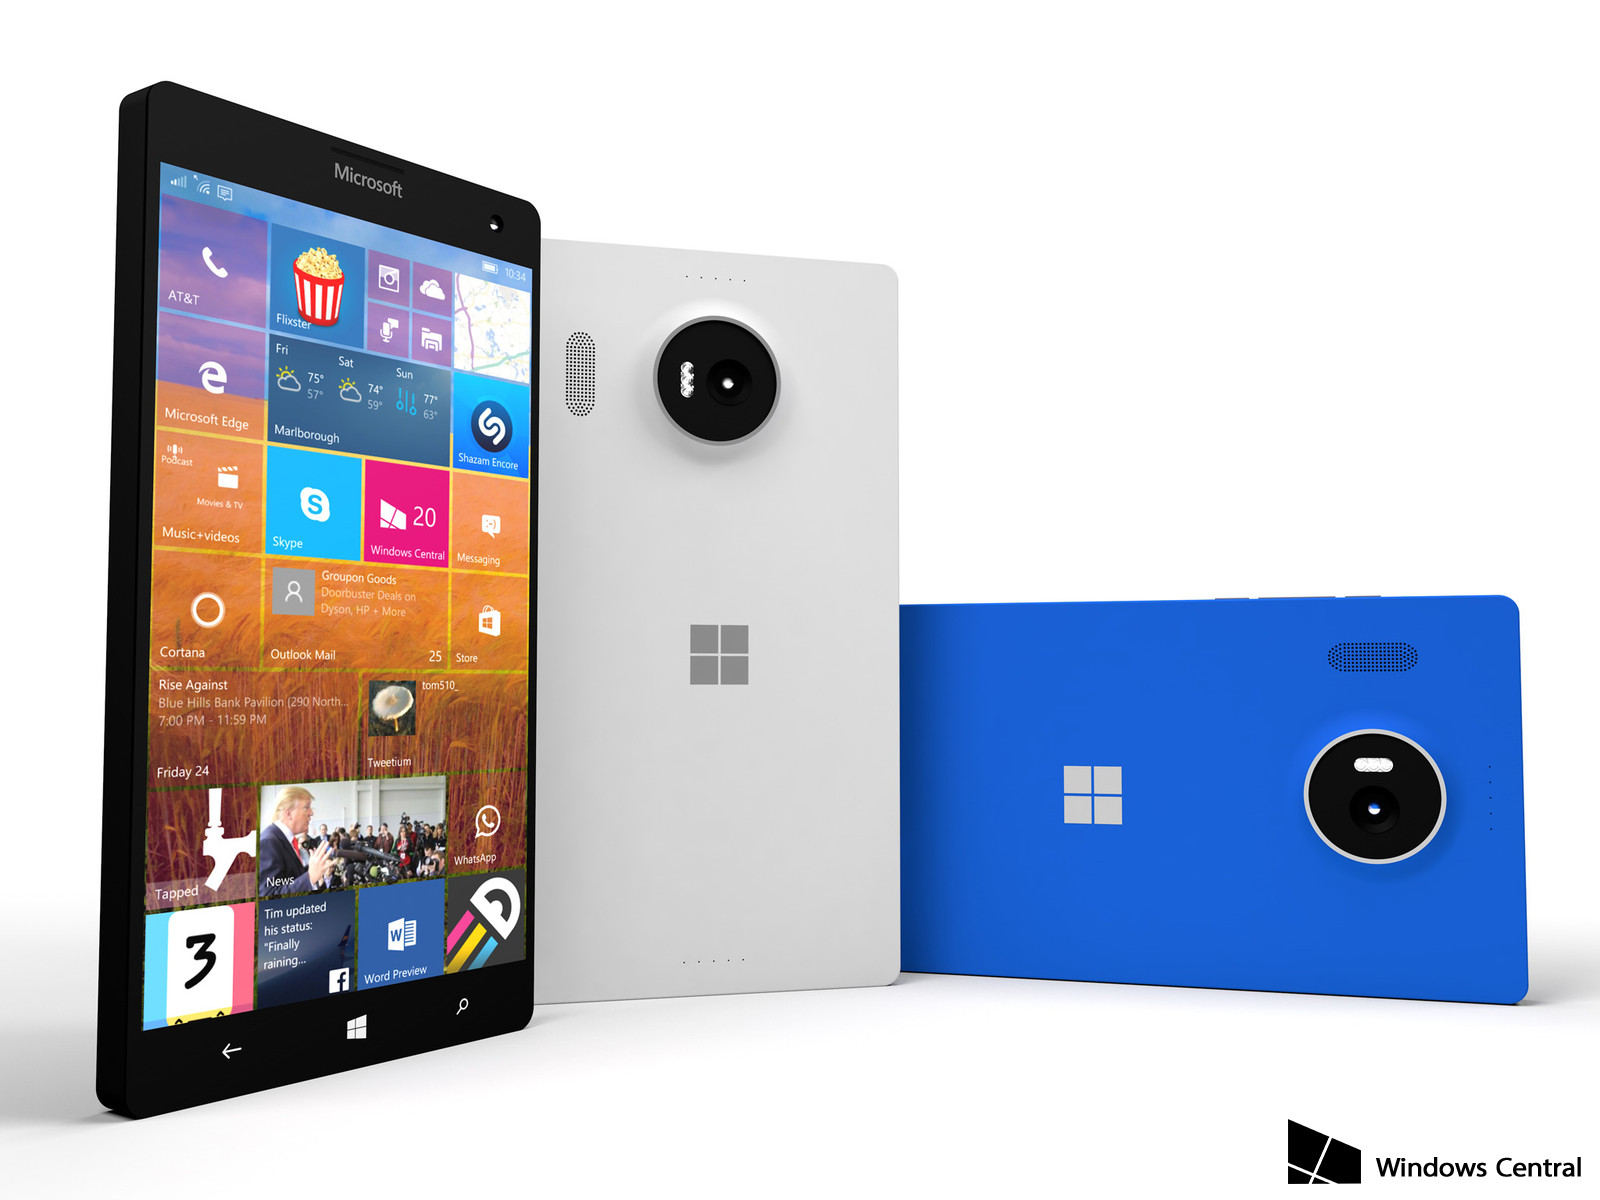 Microsoft
10:34
AT&T
Flixster
Fri
Sat
Sun
75°
57°
74°
59°
77°
63°
Marlborough
Microsoft Edge
Shazam Encore
Podcast
Movies & TV
Music+videos
Skype
20
Windows Central
Messaging
Groupon Goods
Doorbuster Deals on
Dyson, HP + More
Cortana
Outlook Mail
25
Store
Rise Against
Blue Hills Bank Pavilion (290 North...
7:00 PM - 11:59 PM
Friday 24
tom510_
Tweetium
Tapped
News
WhatsApp
3
Tim updated
his status:
"Finally
raining...
Word Preview
Windows Central